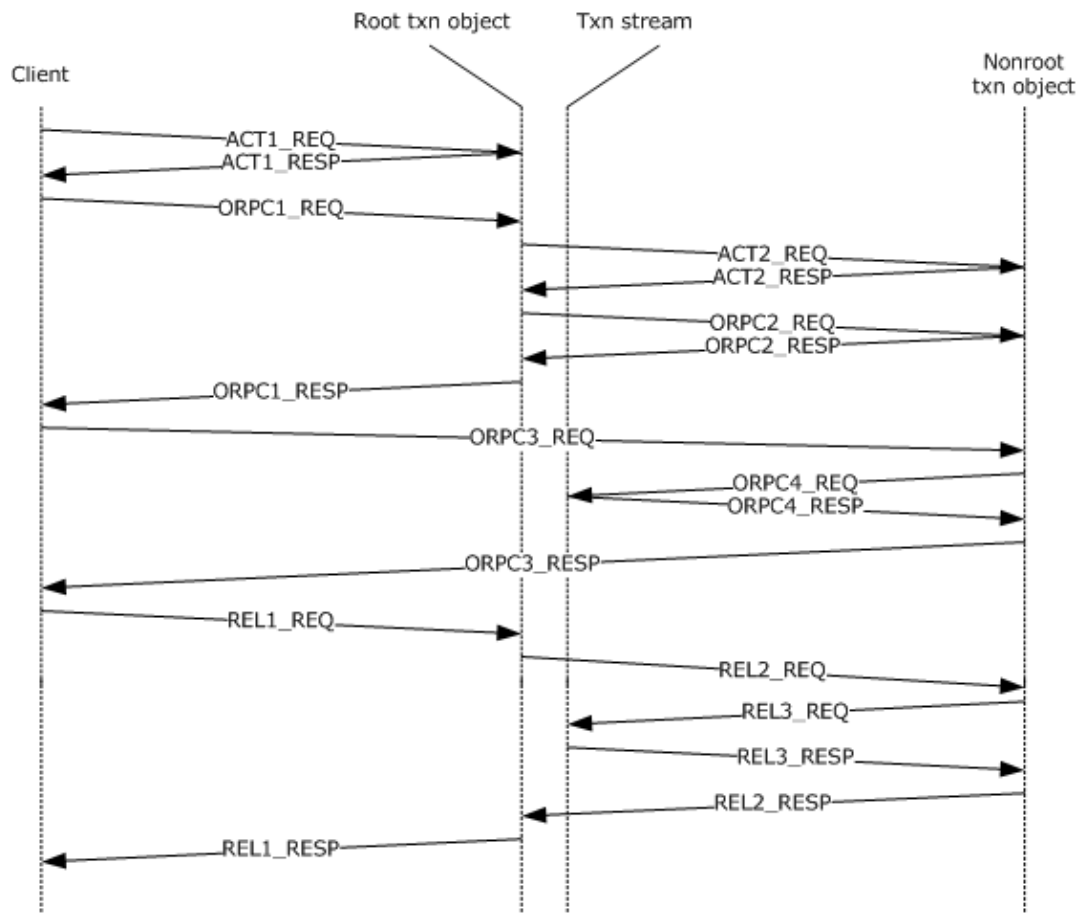 Root txn object
Txn stream
Client
Nonroot
txn object
ACT1_REQ
ACT1_RESP
ORPC1_REQ
ACT2_REQ
ACT2_RESP
ORPC2_REQ
ORPC2_RESP
ORPC1_RESP
ORPC3_REQ
ORPC4_REQ
ORPC4_RESP
ORPC3_RESP
REL1_REQ
REL2_REQ
REL3_REQ
REL3_RESP
REL2_RESP
REL1_RESP